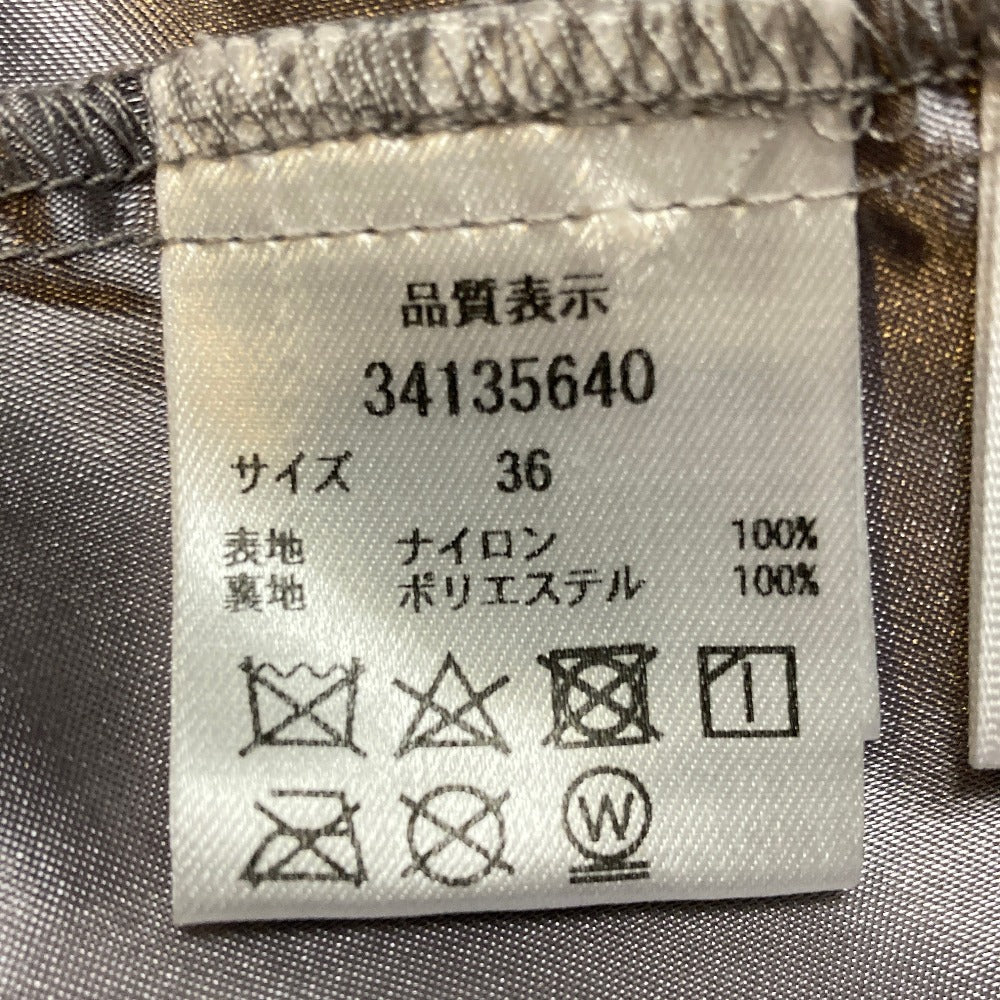 品質表示
34135640
サイズ 36
表地 ナイロン 100%
裏地 ポリエステル 100%
W